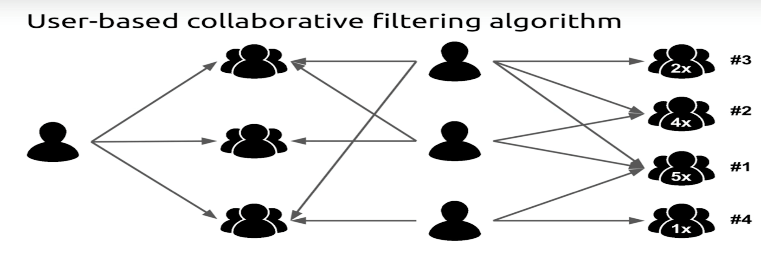 User-based collaborative filtering algorithm
2x #3
4x #2
5x #1
1x #4